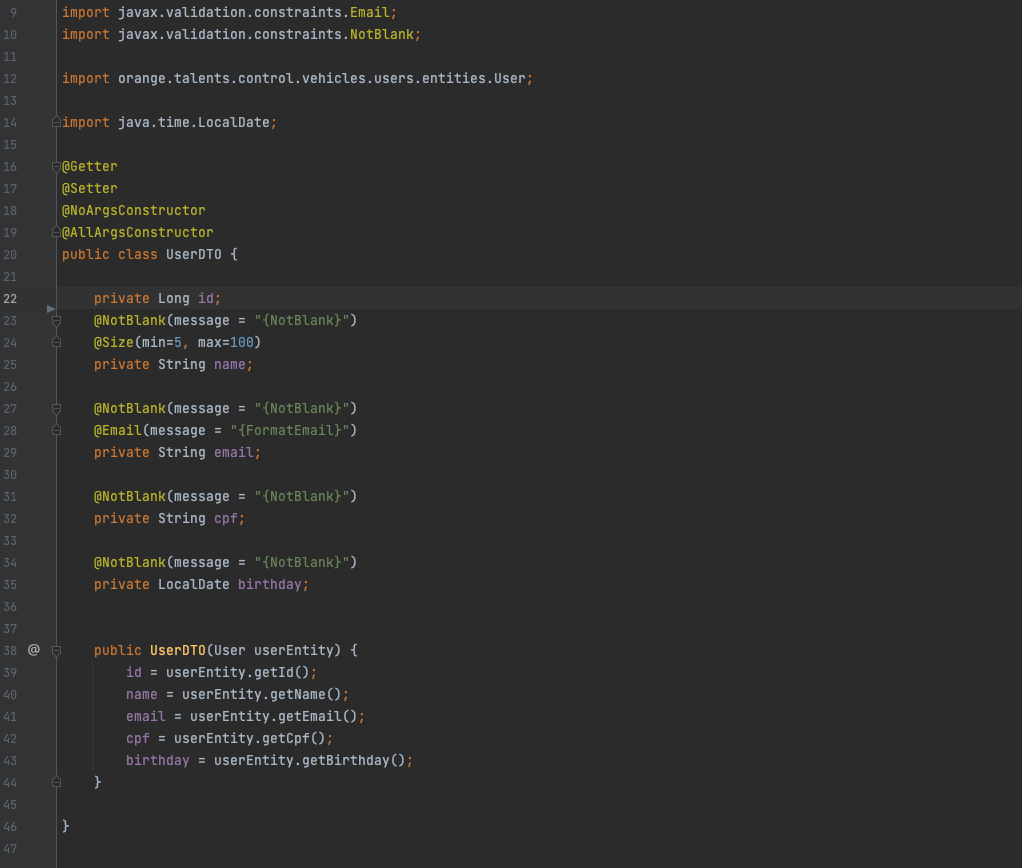 9 import javax.validation.constraints.Email;
10 import javax.validation.constraints.NotBlank;
11
12 import orange.talents.control.vehicles.users.entities.User;
13
14 import java.time.LocalDate;
15
16 @Getter
17 @Setter
18 @NoArgsConstructor
19 @AllArgsConstructor
20 public class UserDTO {
21
22     private Long id;
23     @NotBlank(message = "{NotBlank}")
24     @Size(min=5, max=100)
25     private String name;
26
27     @NotBlank(message = "{NotBlank}")
28     @Email(message = "{FormatEmail}")
29     private String email;
30
31     @NotBlank(message = "{NotBlank}")
32     private String cpf;
33
34     @NotBlank(message = "{NotBlank}")
35     private LocalDate birthday;
36
37
38 @     public UserDTO(User userEntity) {
39         id = userEntity.getId();
40         name = userEntity.getName();
41         email = userEntity.getEmail();
42         cpf = userEntity.getCpf();
43         birthday = userEntity.getBirthday();
44     }
45
46 }
47